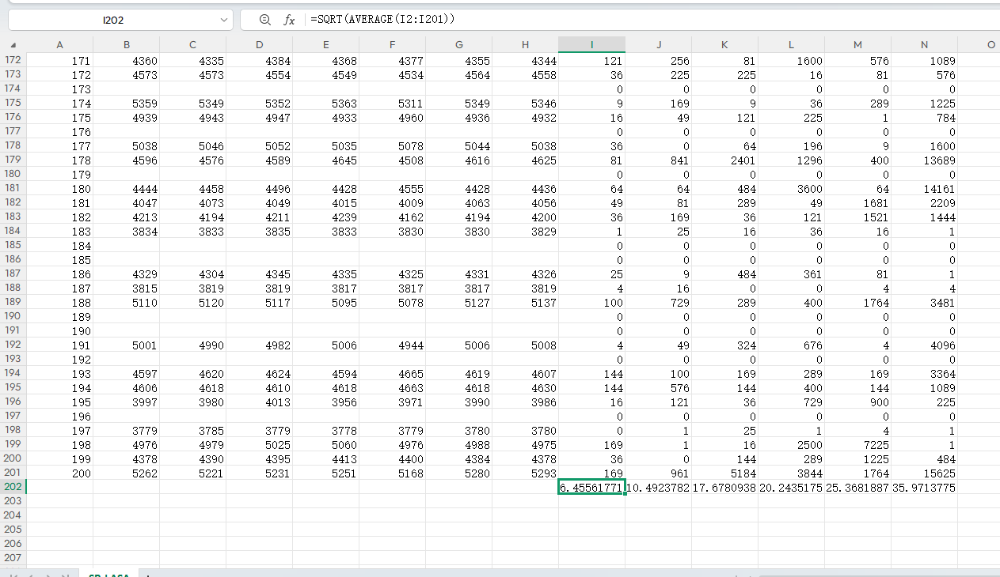 I202 fx =SQRT(AVERAGE(I2:I201))
A B C D E F G H I J K L M N O
172 171 4360 4335 4384 4368 4377 4355 4344 121 256 81 1600 576 1089
173 172 4573 4573 4554 4549 4534 4564 4558 36 225 225 16 81 576
174 173 0 0 0 0 0 0
175 174 5359 5349 5352 5363 5311 5349 5346 9 169 9 36 289 1225
176 175 4939 4943 4947 4933 4960 4936 4932 16 49 121 225 1 784
177 176 0 0 0 0 0 0
178 177 5038 5046 5052 5035 5078 5044 5038 36 0 64 196 9 1600
179 178 4596 4576 4589 4645 4508 4616 4625 81 841 2401 1296 400 13689
180 179 0 0 0 0 0 0
181 180 4444 4458 4496 4428 4555 4428 4436 64 64 484 3600 64 14161
182 181 4047 4073 4049 4015 4009 4063 4056 49 81 289 49 1681 2209
183 182 4213 4194 4211 4239 4162 4194 4200 36 169 36 121 1521 1444
184 183 3834 3833 3835 3833 3830 3830 3829 1 25 16 36 16 1
185 184 0 0 0 0 0 0
186 185 0 0 0 0 0 0
187 186 4329 4304 4345 4335 4325 4331 4326 25 9 484 361 81 1
188 187 3815 3819 3819 3817 3817 3817 3819 4 16 0 0 4 4
189 188 5110 5120 5117 5095 5078 5127 5137 100 729 289 400 1764 3481
190 189 0 0 0 0 0 0
191 190 0 0 0 0 0 0
192 191 5001 4990 4982 5006 4944 5006 5008 4 49 324 676 4 4096
193 192 0 0 0 0 0 0
194 193 4597 4620 4624 4594 4665 4619 4607 144 100 169 289 169 3364
195 194 4606 4618 4610 4618 4663 4618 4630 144 576 144 400 144 1089
196 195 3997 3980 4013 3956 3971 3990 3986 16 121 36 729 900 225
197 196 0 0 0 0 0 0
198 197 3779 3785 3779 3778 3779 3780 3780 0 1 25 1 4 1
199 198 4976 4979 5025 5060 4976 4988 4975 169 1 16 2500 7225 1
200 199 4378 4390 4395 4413 4400 4384 4378 36 0 144 289 1225 484
201 200 5262 5221 5231 5251 5168 5280 5293 169 961 5184 3844 1764 15625
202 6.45561771 10.4923782 17.6780938 20.2435175 25.3681887 35.9713775
203
204
205
206
207